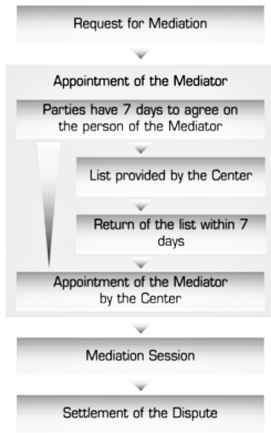 Request for Mediation
Appointment of the Mediator
Parties have 7 days to agree on
the person of the Mediator
List provided by the Center
Return of the list within 7
days
Appointment of the Mediator
by the Center
Mediation Session
Settlement of the Dispute